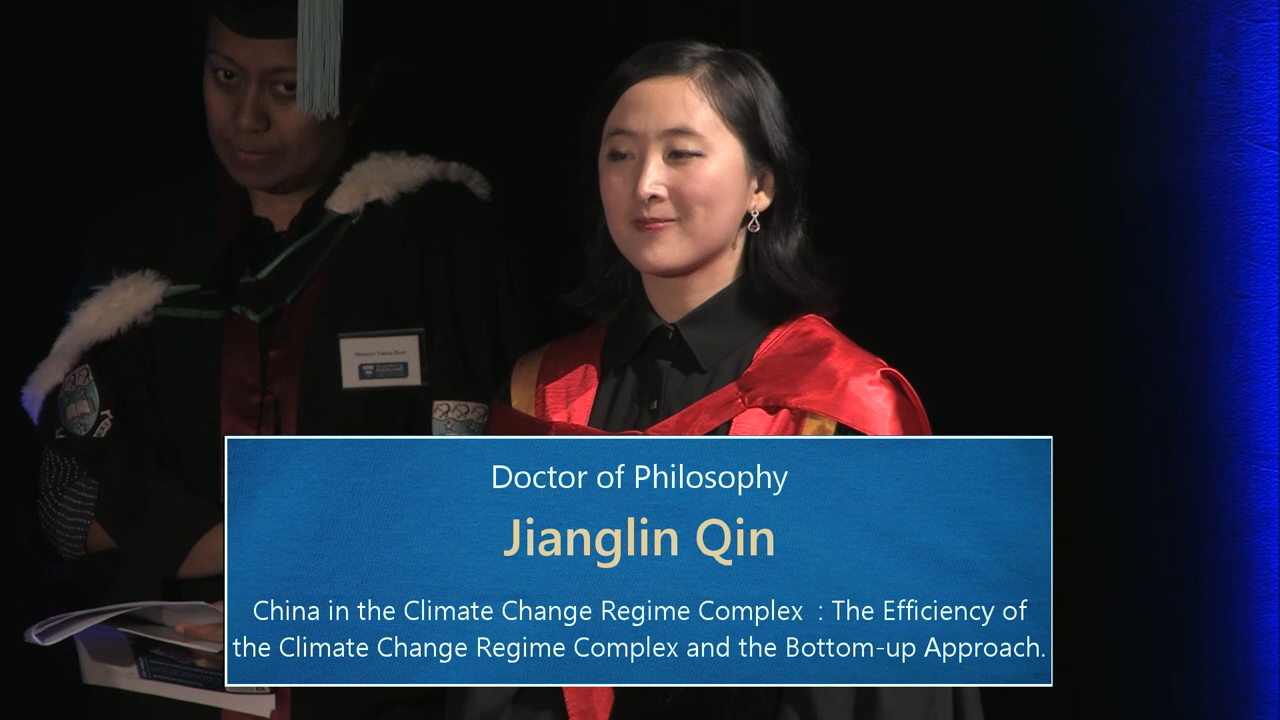 Doctor of Philosophy
Jianglin Qin
China in the Climate Change Regime Complex : The Efficiency of
the Climate Change Regime Complex and the Bottom-up Approach.